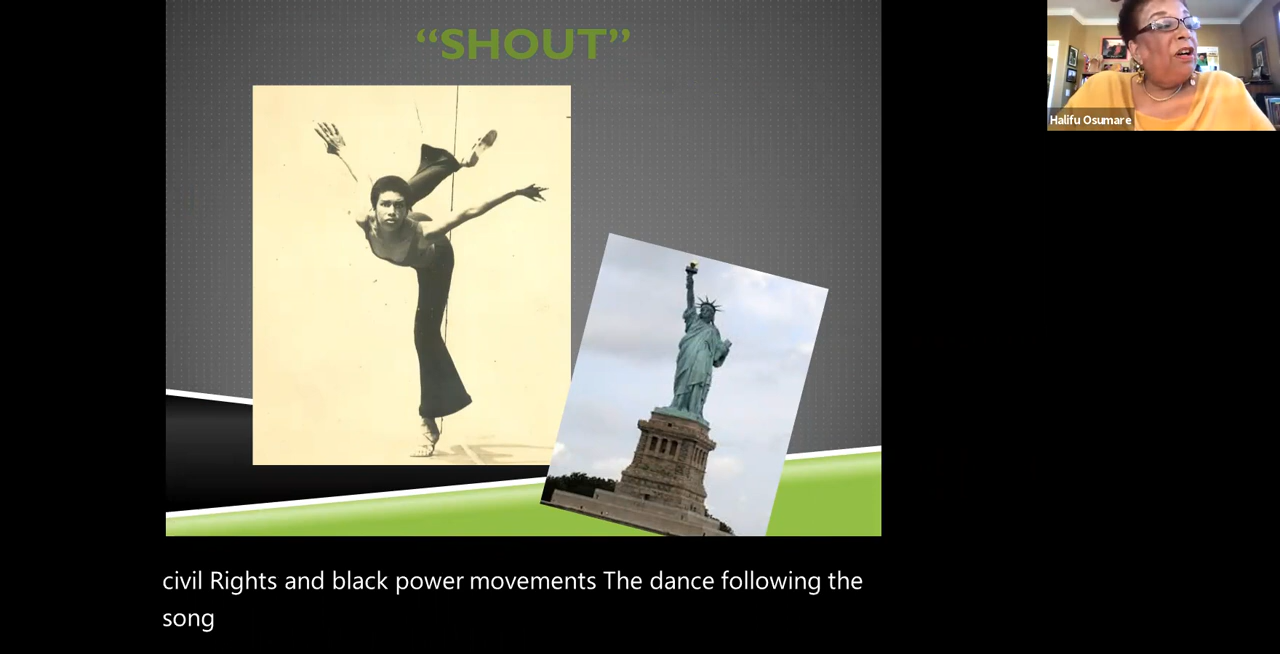 “SHOUT”
Halifu Osumare
civil Rights and black power movements The dance following the
song